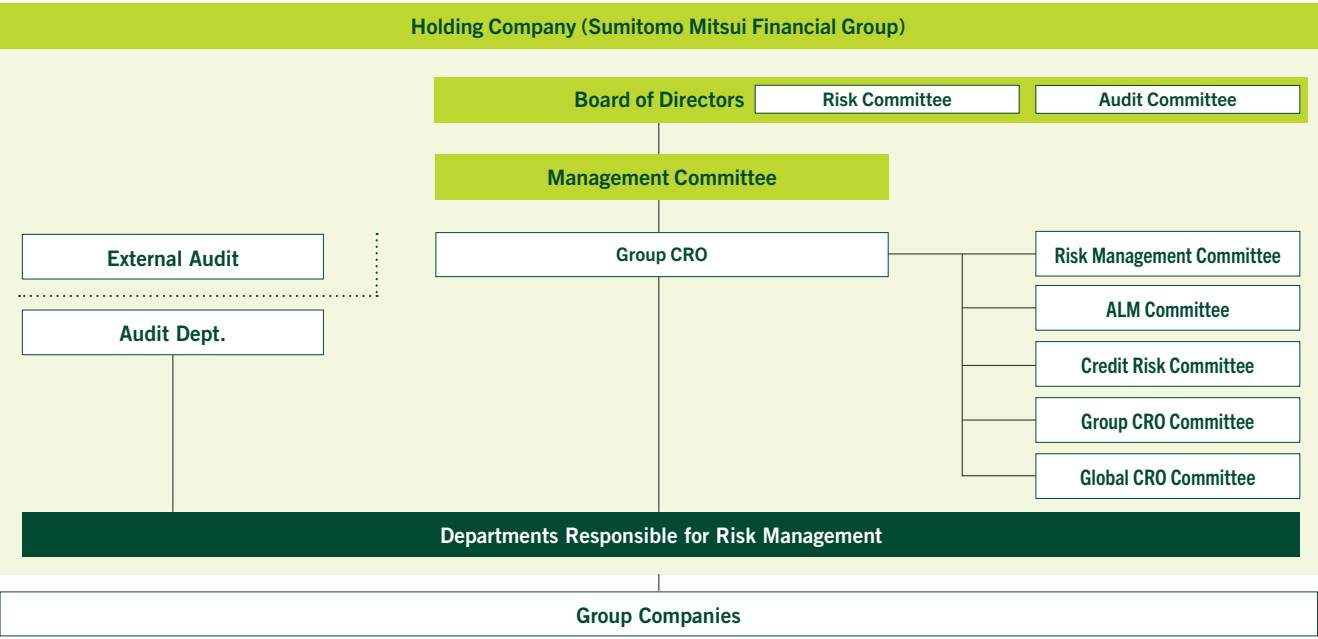 Holding Company (Sumitomo Mitsui Financial Group)
Board of Directors
Risk Committee
Audit Committee
Management Committee
External Audit
Group CRO
Risk Management Committee
Audit Dept.
ALM Committee
Credit Risk Committee
Group CRO Committee
Global CRO Committee
Departments Responsible for Risk Management
Group Companies